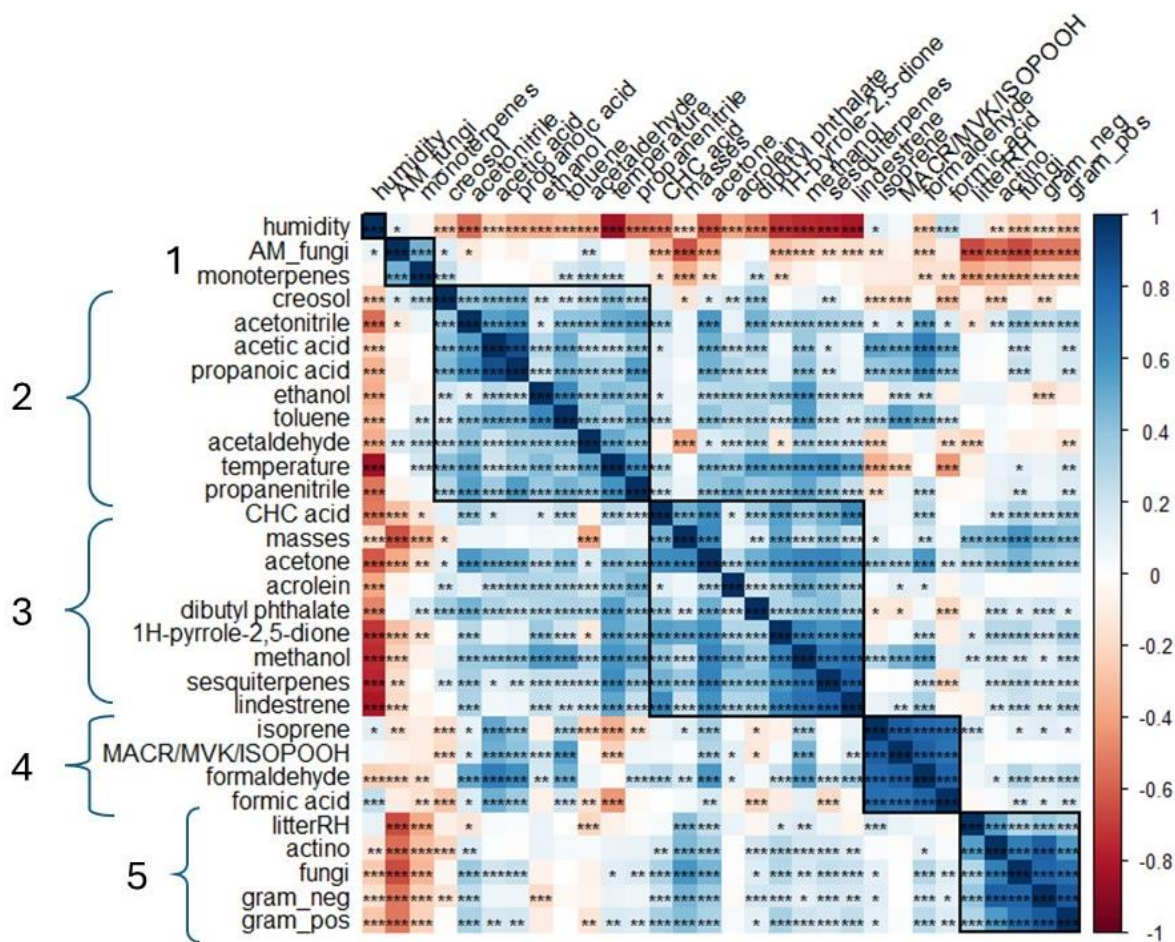 humidity
AM_fungi
monoterpenes
creosol
acetonitrile
acetic acid
propanoic acid
ethanol
toluene
acetaldehyde
temperature
propanenitrile
CHC acid
masses
acetone
acrolein
dibutyl phthalate
1H-pyrrole-2,5-dione
methanol
sesquiterpenes
lindestrene
isoprene
MACR/MVK/ISOPOOH
formaldehyde
formic acid
litterRH
actino
fungi
gram_neg
gram_pos
humidity
1
AM_fungi
monoterpenes
creosol
acetonitrile
acetic acid
propanoic acid
2
ethanol
toluene
acetaldehyde
temperature
propanenitrile
CHC acid
masses
acetone
3
acrolein
dibutyl phthalate
1H-pyrrole-2,5-dione
methanol
sesquiterpenes
lindestrene
isoprene
4
MACR/MVK/ISOPOOH
formaldehyde
formic acid
litterRH
actino
5
fungi
gram_neg
gram_pos
1
0.8
0.6
0.4
0.2
0
-0.2
-0.4
-0.6
-0.8
-1